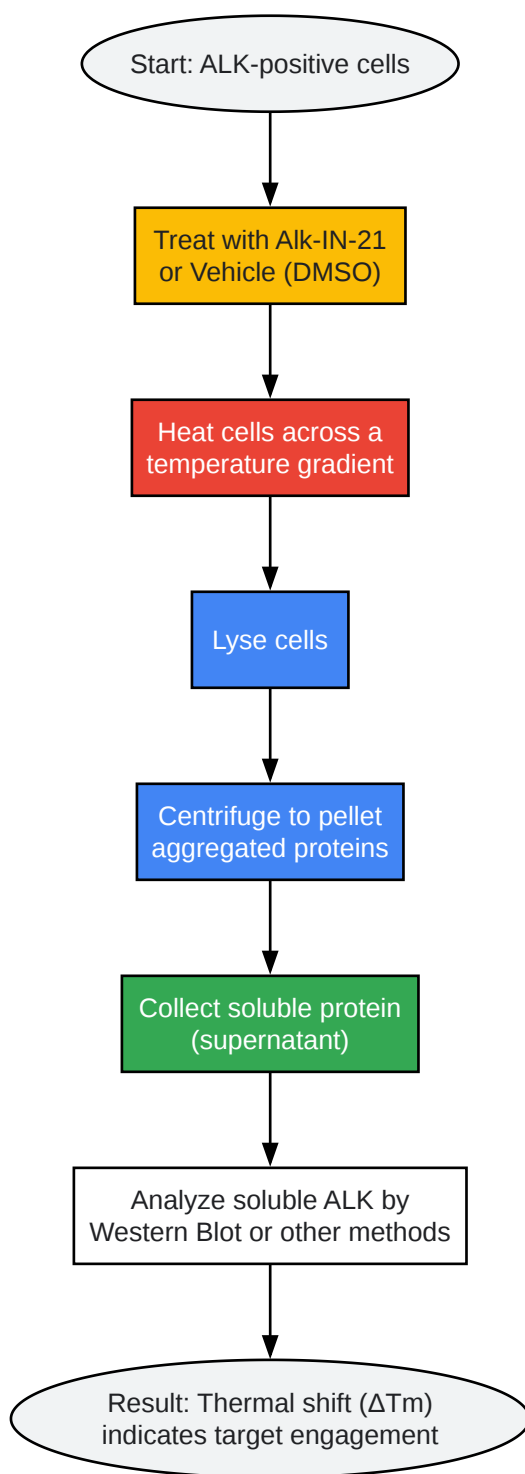 Start: ALK-positive cells
Treat with Alk-IN-21
or Vehicle (DMSO)
Heat cells across a
temperature gradient
Lyse cells
Centrifuge to pellet
aggregated proteins
Collect soluble protein
(supernatant)
Analyze soluble ALK by
Western Blot or other methods
Result: Thermal shift (ΔTm)
indicates target engagement